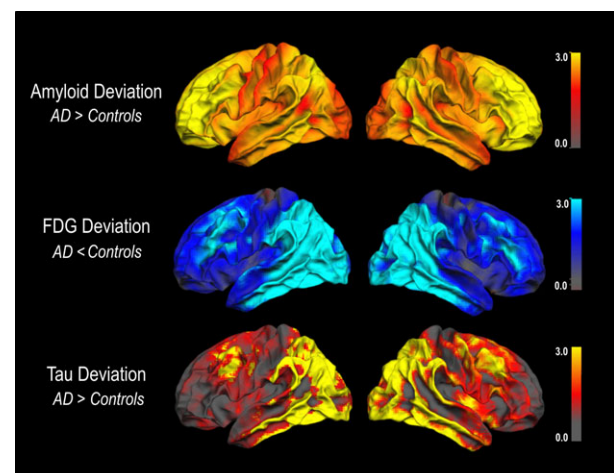 Amyloid Deviation
AD > Controls
3.0
0.0
FDG Deviation
AD < Controls
3.0
0.0
Tau Deviation
AD > Controls
3.0
0.0